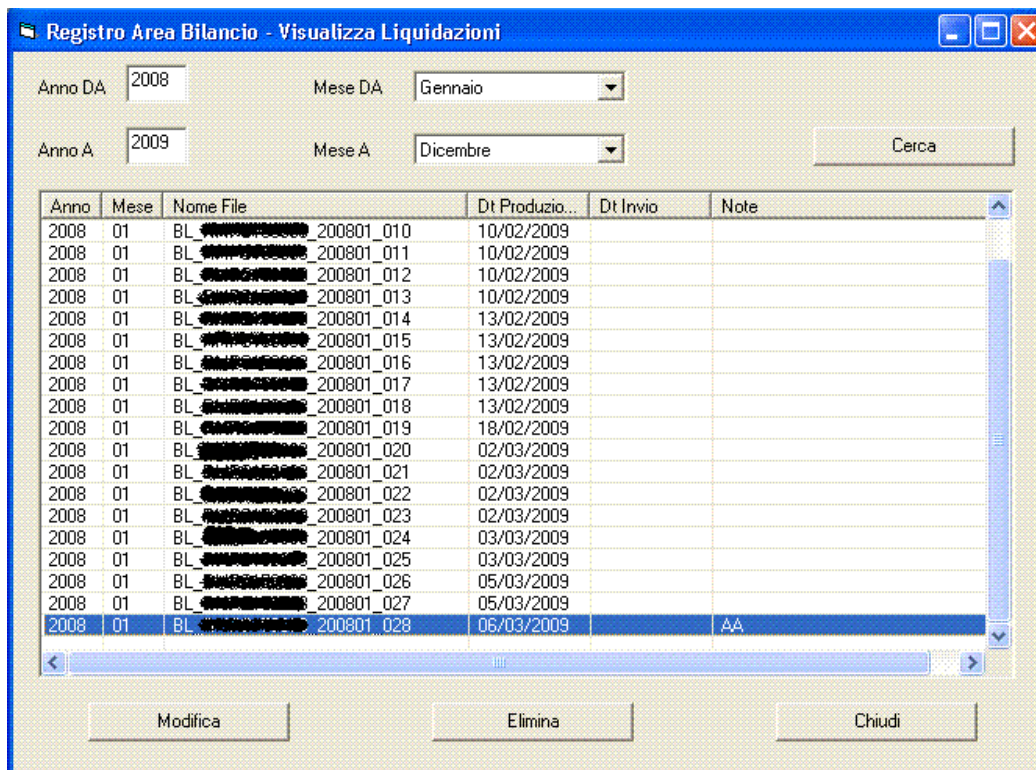 Registro Area Bilancio - Visualizza Liquidazioni
Anno DA 2008 Mese DA Gennaio
Anno A 2009 Mese A Dicembre Cerca
Anno Mese Nome File Dt Produzio... Dt Invio Note
2008 01 BL_ _200801_010 10/02/2009
2008 01 BL_ _200801_011 10/02/2009
2008 01 BL_ _200801_012 10/02/2009
2008 01 BL_ _200801_013 10/02/2009
2008 01 BL_ _200801_014 13/02/2009
2008 01 BL_ _200801_015 13/02/2009
2008 01 BL_ _200801_016 13/02/2009
2008 01 BL_ _200801_017 13/02/2009
2008 01 BL_ _200801_018 13/02/2009
2008 01 BL_ _200801_019 18/02/2009
2008 01 BL_ _200801_020 02/03/2009
2008 01 BL_ _200801_021 02/03/2009
2008 01 BL_ _200801_022 02/03/2009
2008 01 BL_ _200801_023 02/03/2009
2008 01 BL_ _200801_024 03/03/2009
2008 01 BL_ _200801_025 03/03/2009
2008 01 BL_ _200801_026 05/03/2009
2008 01 BL_ _200801_027 05/03/2009
2008 01 BL_ _200801_028 06/03/2009 AA
Modifica Elimina Chiudi